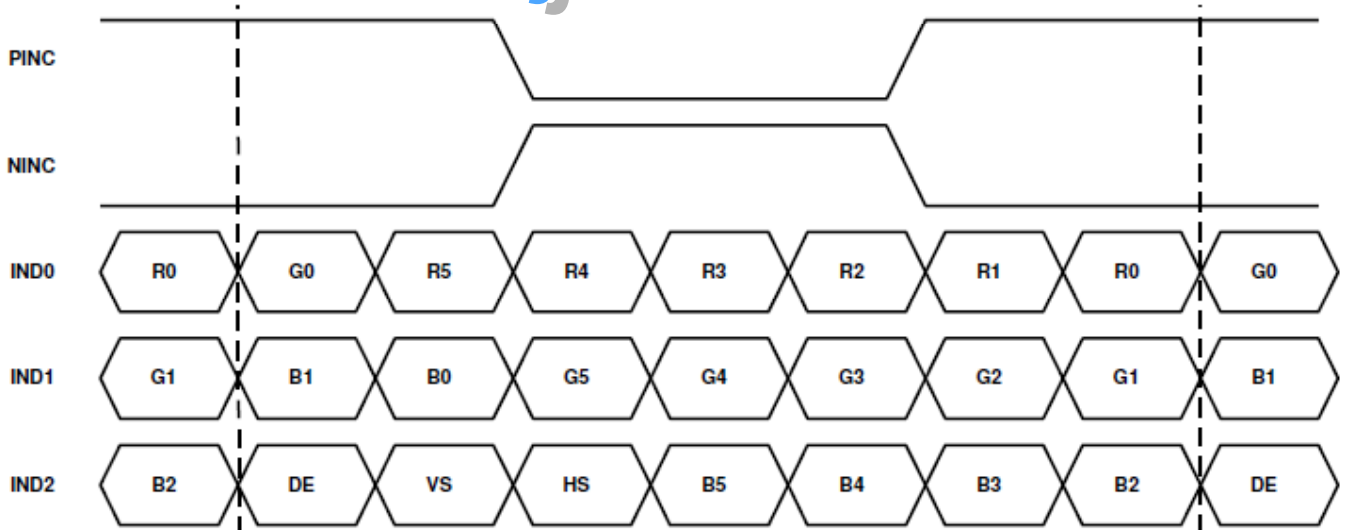 PINC
NINC
IND0 R0 G0 R5 R4 R3 R2 R1 R0 G0
IND1 G1 B1 B0 G5 G4 G3 G2 G1 B1
IND2 B2 DE VS HS B5 B4 B3 B2 DE